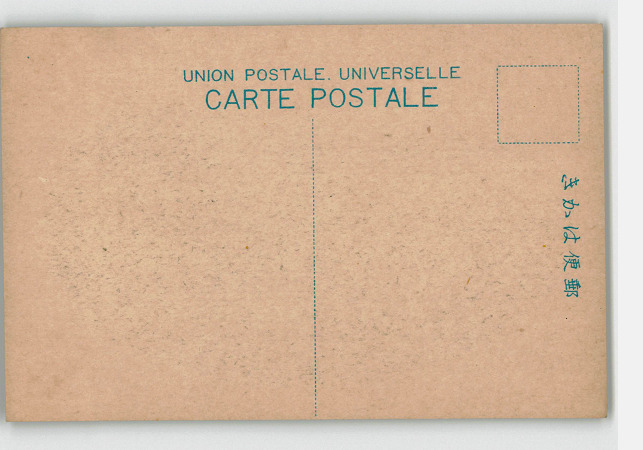 UNION POSTALE. UNIVERSELLE
CARTE POSTALE
きかは便郵